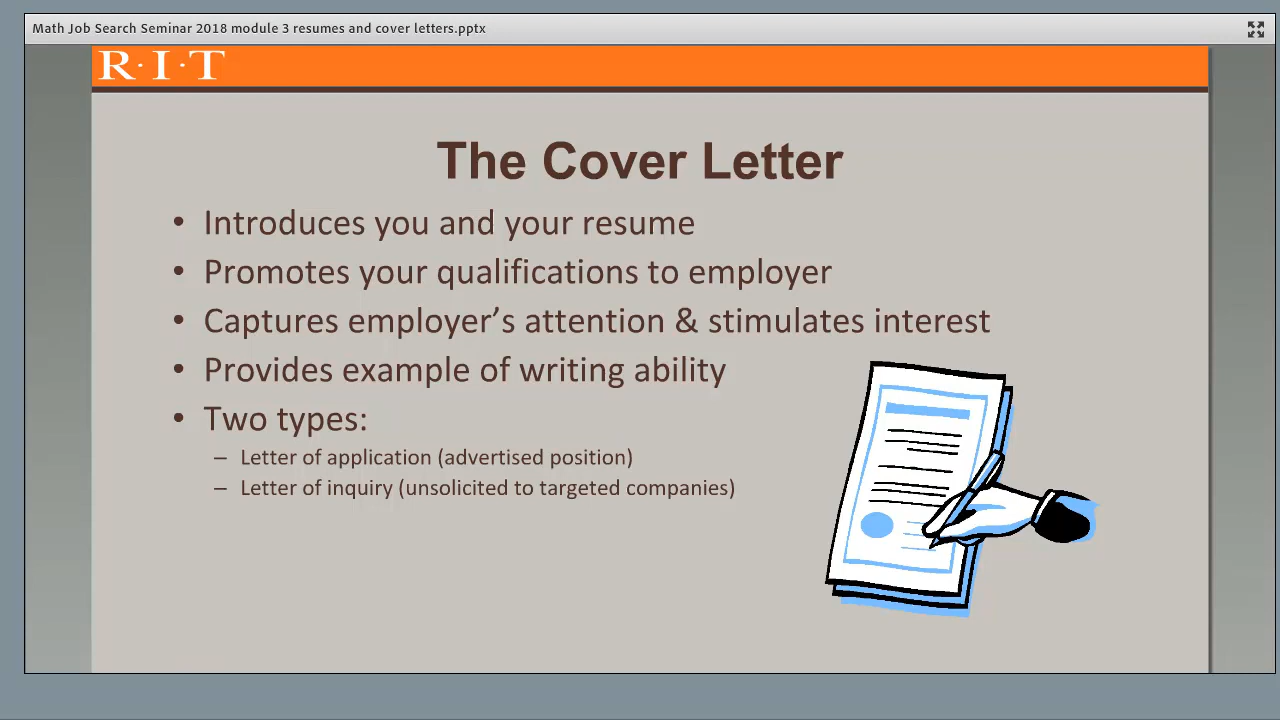 Math Job Search Seminar 2018 module 3 resumes and cover letters.pptx
R·I·T
The Cover Letter
• Introduces you and your resume
• Promotes your qualifications to employer
• Captures employer’s attention & stimulates interest
• Provides example of writing ability
• Two types:
– Letter of application (advertised position)
– Letter of inquiry (unsolicited to targeted companies)